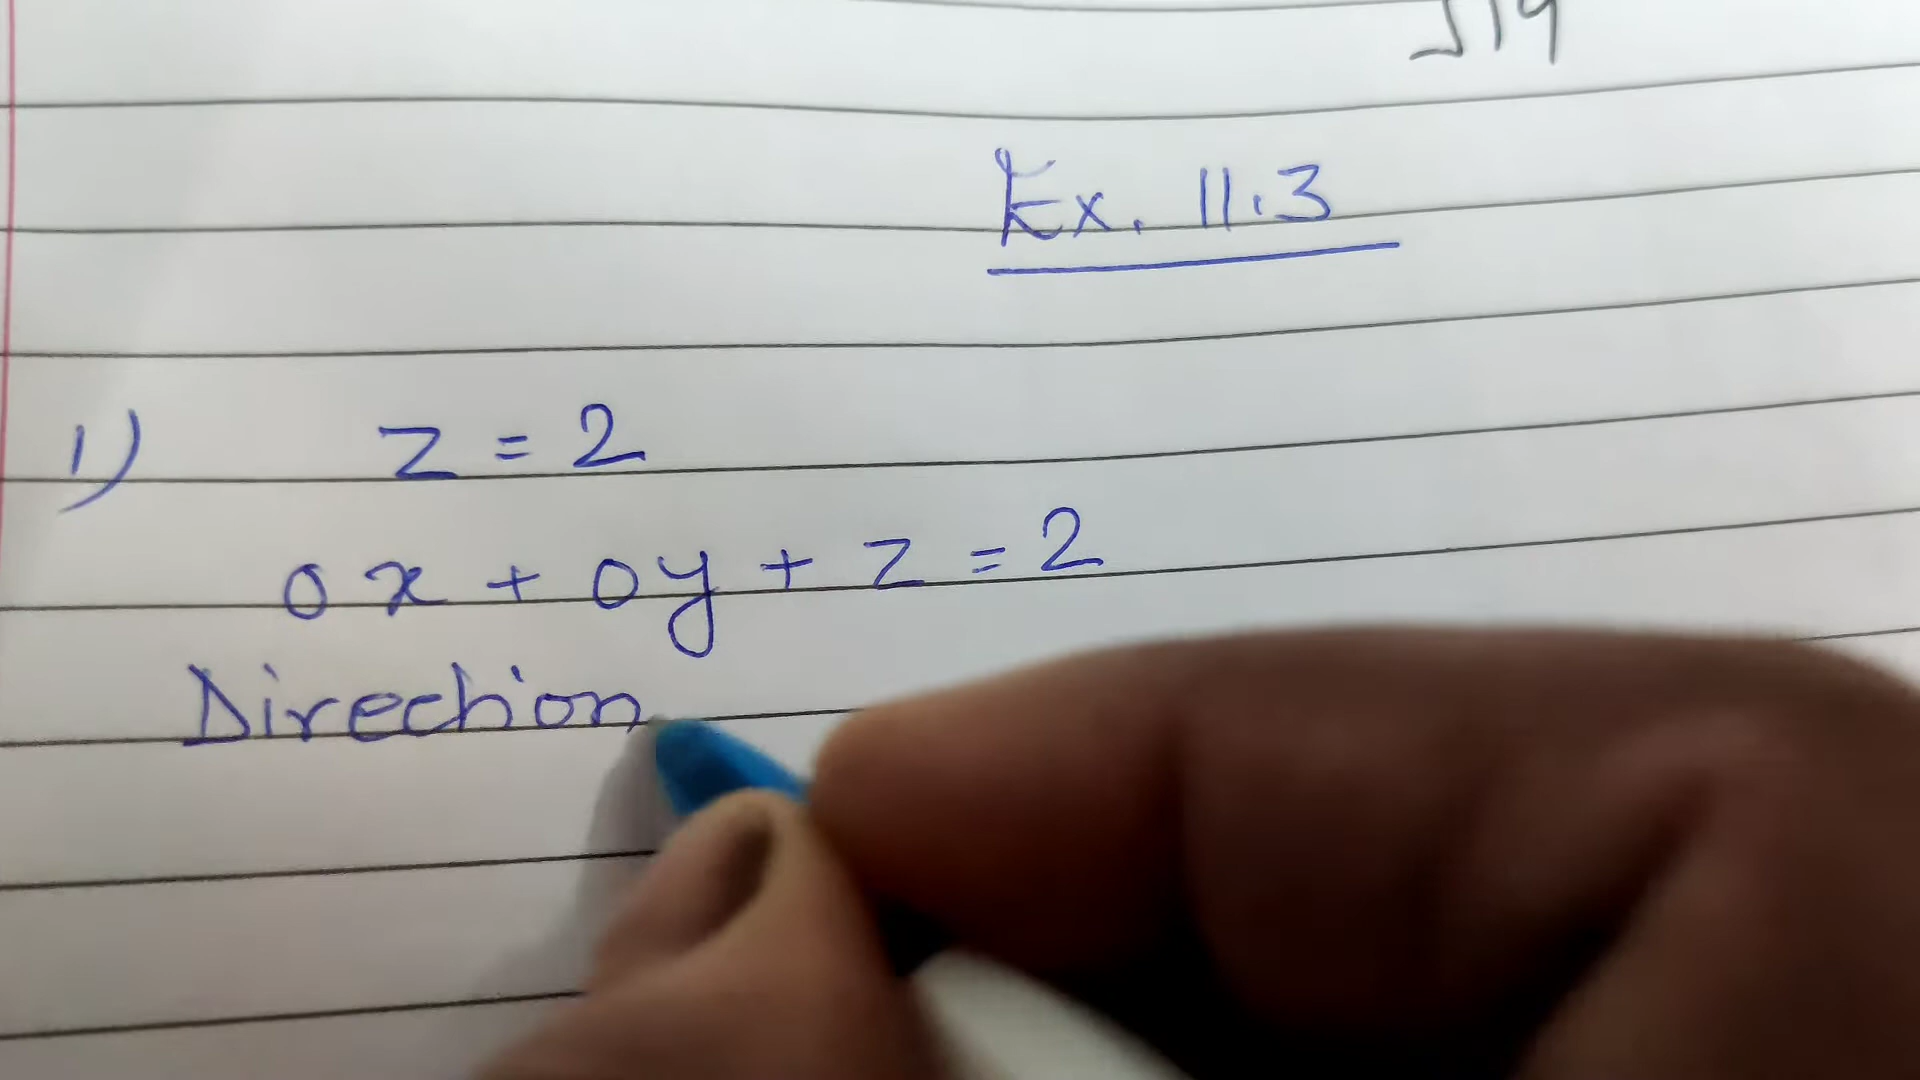 Ex. 11.3
1) z = 2
0x + 0y + z = 2
Direction